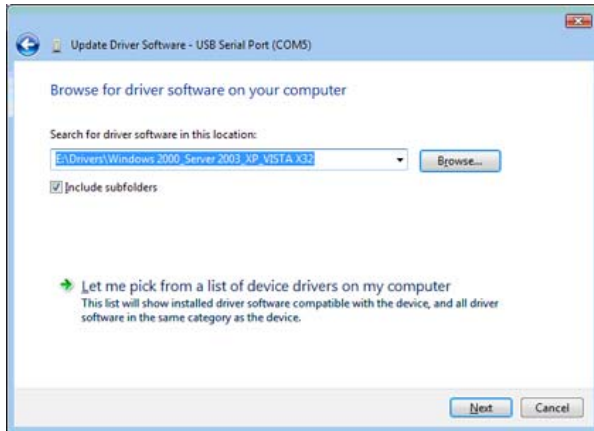 Update Driver Software - USB Serial Port (COM5)
Browse for driver software on your computer
Search for driver software in this location:
E:\Drivers\Windows 2000_Server 2003_XP_VISTA X32
Browse...
Include subfolders
Let me pick from a list of device drivers on my computer
This list will show installed driver software compatible with the device, and all driver
software in the same category as the device.
Next
Cancel